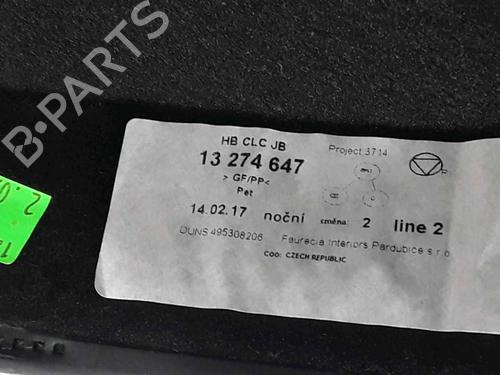 HB CLC JB
Project 3714
13 274 647
> GF/PP<
Pet
14.02.17 noční směna: 2 line 2
DUNS 495308206 Faurecia Interiors Pardubice s.r.o
COO: CZECH REPUBLIC
B-PARTS